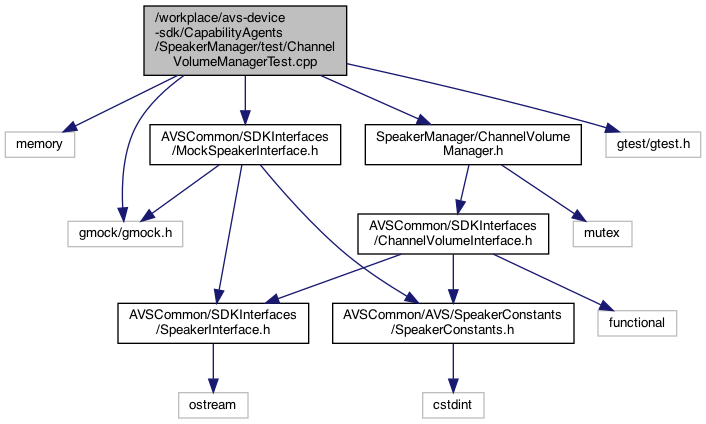 /workplace/avs-device
-sdk/CapabilityAgents
/SpeakerManager/test/Channel
VolumeManagerTest.cpp
memory
AVSCommon/SDKInterfaces
/MockSpeakerInterface.h
SpeakerManager/ChannelVolume
Manager.h
gtest/gtest.h
gmock/gmock.h
AVSCommon/SDKInterfaces
/ChannelVolumeInterface.h
mutex
AVSCommon/SDKInterfaces
/SpeakerInterface.h
AVSCommon/AVS/SpeakerConstants
/SpeakerConstants.h
functional
ostream
cstdint